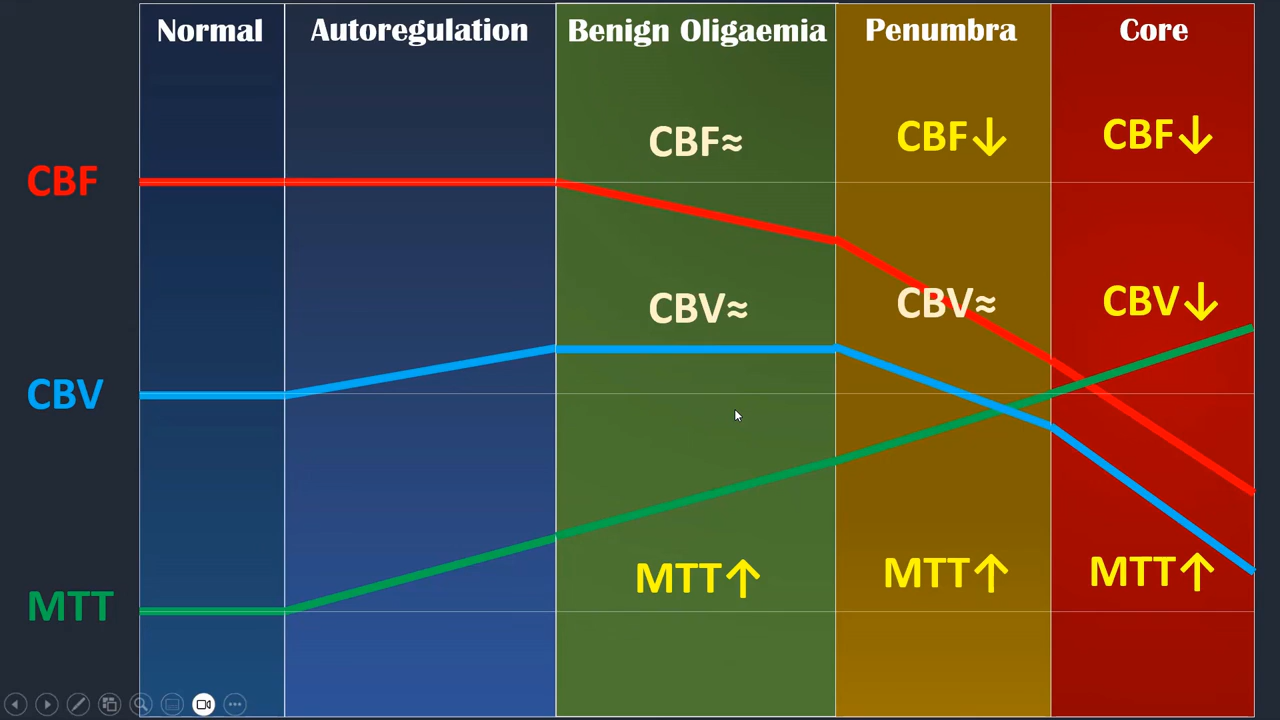 Normal Autoregulation Benign Oligaemia Penumbra Core
CBF≈ CBF↓ CBF↓
CBF
CBV≈ CBV≈ CBV↓
CBV
MTT↑ MTT↑ MTT↑
MTT